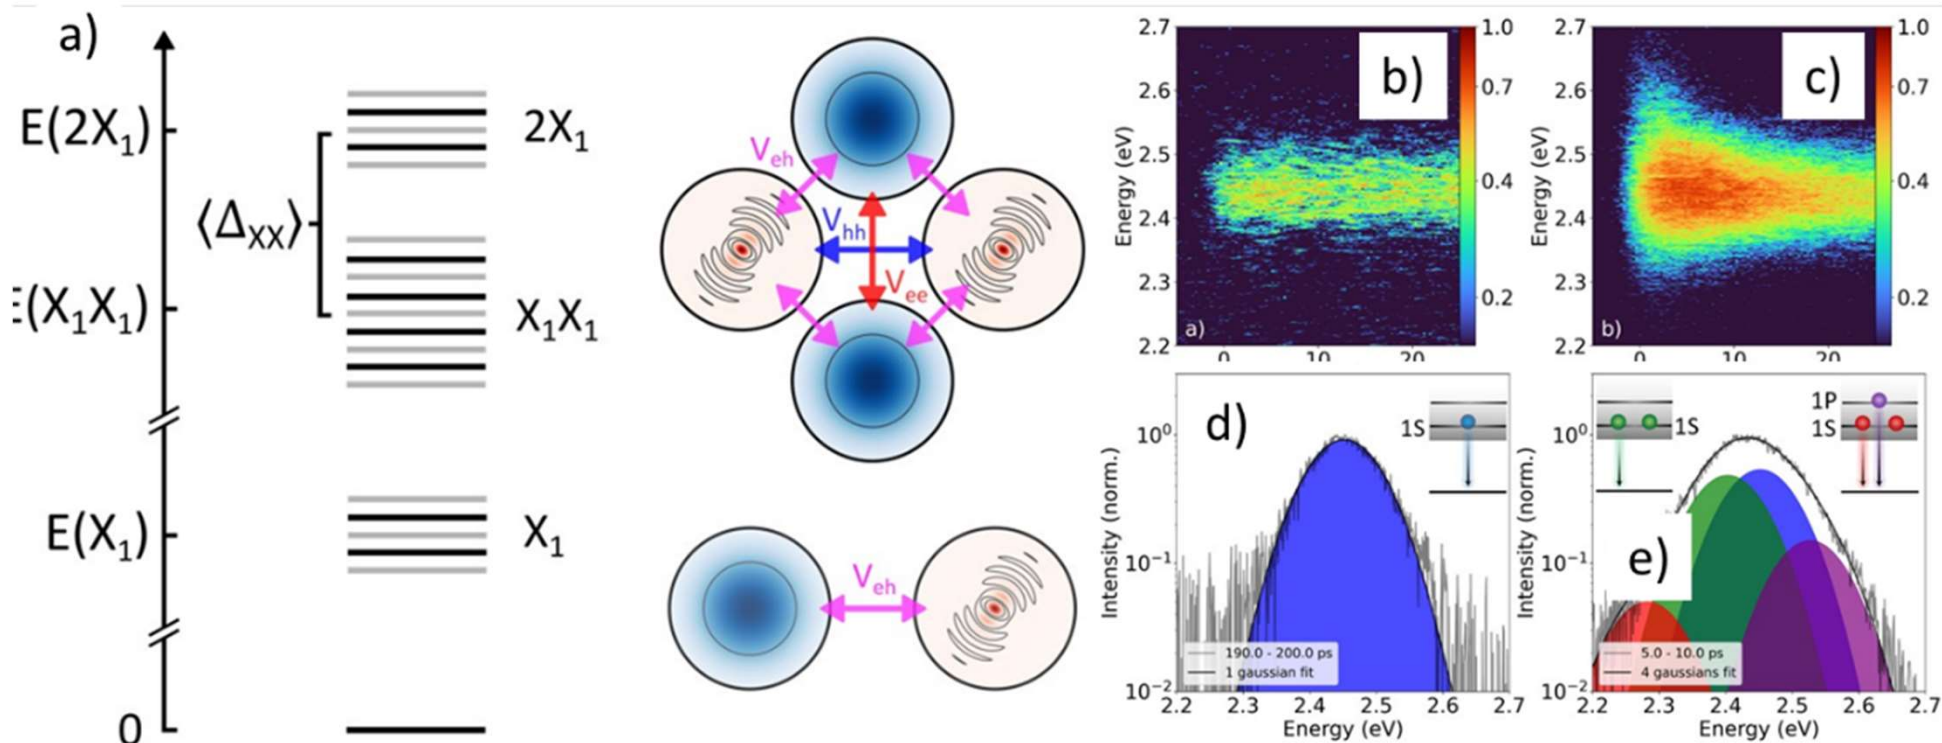 a)
E(2X1)
2X1
⟨ΔXX⟩
E(X1X1)
X1X1
E(X1)
X1
0
Veh
Vhh
Vee
Veh
b)
2.7
2.6
2.5
2.4
2.3
2.2
Energy (eV)
0
10
20
a)
1.0
0.7
0.4
0.2
c)
2.7
2.6
2.5
2.4
2.3
2.2
Energy (eV)
0
10
20
b)
1.0
0.7
0.4
0.2
d)
1S
10^0
10^-1
10^-2
Intensity (norm.)
190.0 - 200.0 ps
1 gaussian fit
2.2 2.3 2.4 2.5 2.6 2.7
Energy (eV)
e)
1S
1P
1S
10^0
10^-1
10^-2
Intensity (norm.)
5.0 - 10.0 ps
4 gaussians fit
2.2 2.3 2.4 2.5 2.6 2.7
Energy (eV)